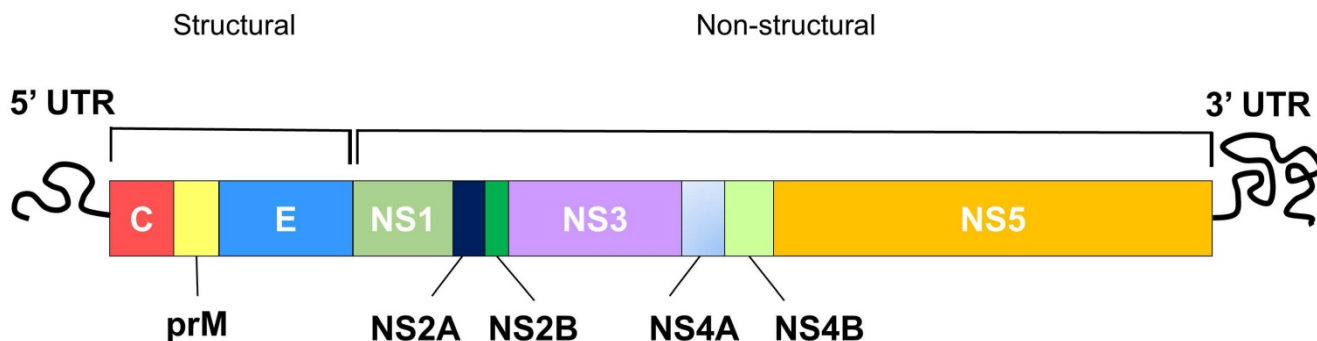 Structural Non-structural
5’ UTR 3’ UTR
C E NS1 NS3 NS5
prM NS2A NS2B NS4A NS4B